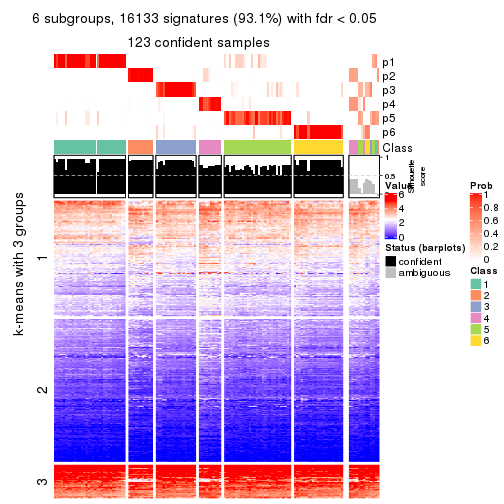 6 subgroups, 16133 signatures (93.1%) with fdr < 0.05
123 confident samples
p1
p2
p3
p4
p5
p6
Class
1
0.5
0
silhouette
score
k-means with 3 groups
1
2
3
Value
6
4
2
0
Status (barplots)
confident
ambiguous
Prob
1
0.8
0.6
0.4
0.2
0
Class
1
2
3
4
5
6